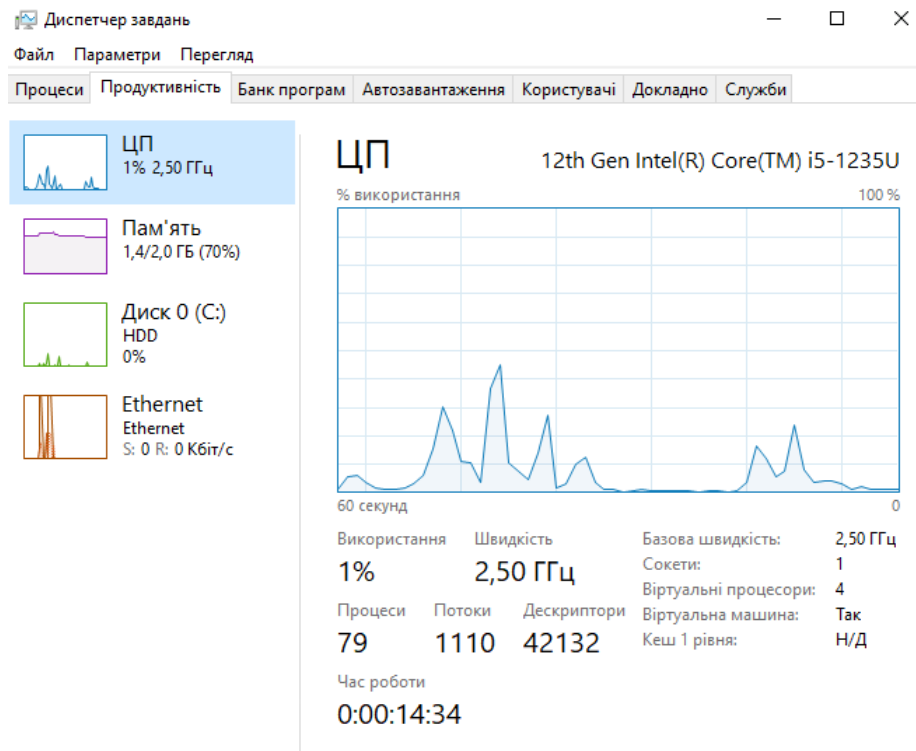 Диспетчер завдань
Файл Параметри Перегляд
Процеси Продуктивність Банк програм Автозавантаження Користувачі Докладно Служби
ЦП
1% 2,50 ГГц
Пам'ять
1,4/2,0 ГБ (70%)
Диск 0 (C:)
HDD
0%
Ethernet
Ethernet
S: 0 R: 0 Кбіт/с
ЦП 12th Gen Intel(R) Core(TM) i5-1235U
% використання 100 %
60 секунд 0
Використання Швидкість
1% 2,50 ГГц
Процеси Потоки Дескриптори
79 1110 42132
Час роботи
0:00:14:34
Базова швидкість: 2,50 ГГц
Сокети: 1
Віртуальні процесори: 4
Віртуальна машина: Так
Кеш 1 рівня: Н/Д